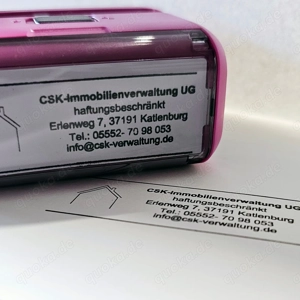 CSK-Immobilienverwaltung UG
haftungsbeschränkt
Erlenweg 7, 37191 Katlenburg
Tel.: 05552- 70 98 053
info@csk-verwaltung.de
CSK-Immobilienverwaltung UG
haftungsbeschränkt
Erlenweg 7, 37191 Katlenburg
Tel.: 05552- 70 98 053
info@csk-verwaltung.de